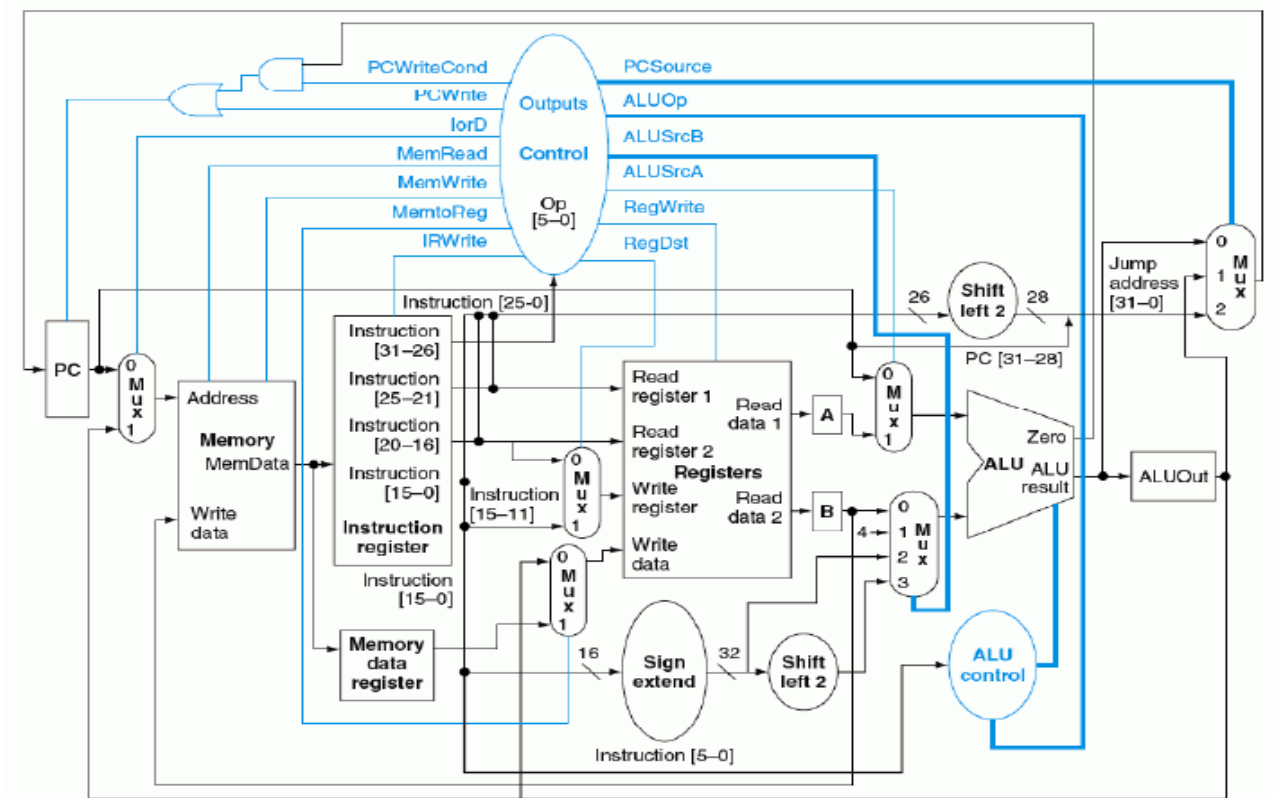 PCWriteCond
PCWrite
IorD
MemRead
MemWrite
MemtoReg
IRWrite
Outputs
Control
Op
[5–0]
PCSource
ALUOp
ALUSrcB
ALUSrcA
RegWrite
RegDst
PC
0
M
u
x
1
Address
Memory
MemData
Write
data
Instruction [25-0]
Instruction
[31–26]
Instruction
[25–21]
Instruction
[20–16]
Instruction
[15–0]
Instruction
register
Instruction
[15–0]
Memory
data
register
Instruction
[15–11]
0
M
u
x
1
0
M
u
x
1
Read
register 1
Read
register 2
Registers
Write
register
Write
data
Read
data 1
Read
data 2
16
Sign
extend
32
Shift
left 2
Instruction [5–0]
A
B
0
M
u
x
1
4
0
1
2
3
M
u
x
26
Shift
left 2
28
Jump
address
[31–0]
PC [31–28]
Zero
ALU
ALU
result
ALUOut
ALU
control
0
1
2
M
u
x